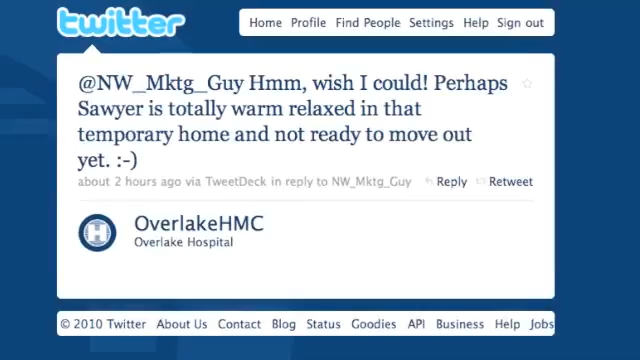 twitter
Home Profile Find People Settings Help Sign out
@NW_Mktg_Guy Hmm, wish I could! Perhaps
Sawyer is totally warm relaxed in that
temporary home and not ready to move out
yet. :-)
about 2 hours ago via TweetDeck in reply to NW_Mktg_Guy Reply Retweet
H
OverlakeHMC
Overlake Hospital
© 2010 Twitter About Us Contact Blog Status Goodies API Business Help Jobs